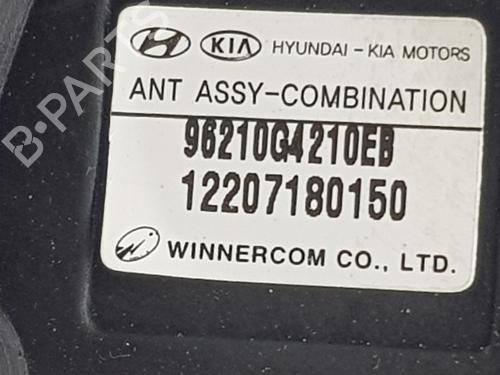 KIA HYUNDAI - KIA MOTORS
ANT ASSY-COMBINATION
96210G4210EB
12207180150
WINNERCOM CO., LTD.
B-PARTS